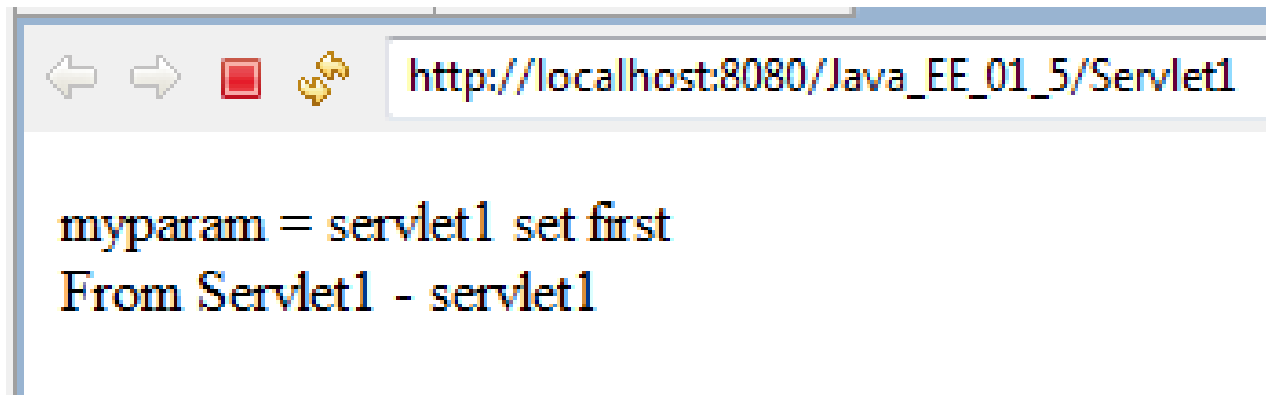 http://localhost:8080/Java_EE_01_5/Servlet1
myparam = servlet1 set first
From Servlet1 - servlet1